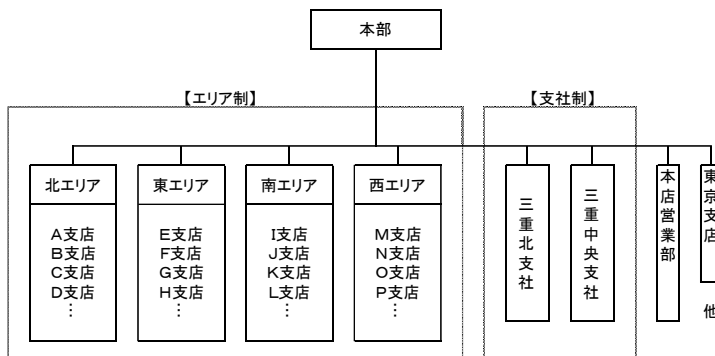 本部
【エリア制】
【支社制】
北エリア
A支店
B支店
C支店
D支店
⋮
東エリア
E支店
F支店
G支店
H支店
⋮
南エリア
I支店
J支店
K支店
L支店
⋮
西エリア
M支店
N支店
O支店
P支店
⋮
三重北支社
三重中央支社
本店営業部
東京支店
他